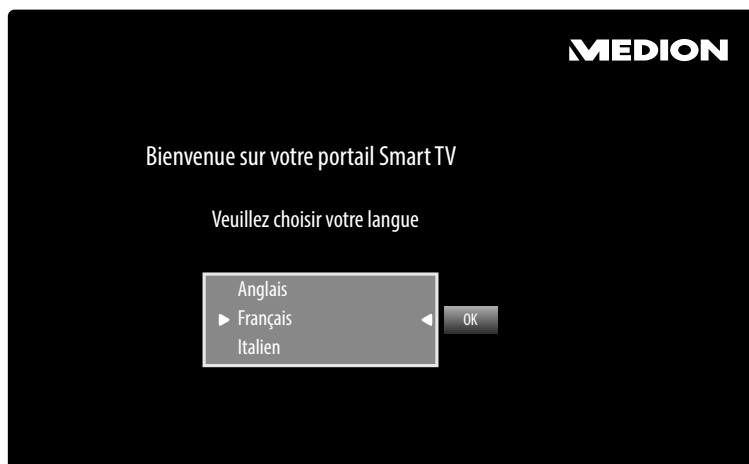 MEDION
Bienvenue sur votre portail Smart TV
Veuillez choisir votre langue
Anglais
Français
OK
Italien